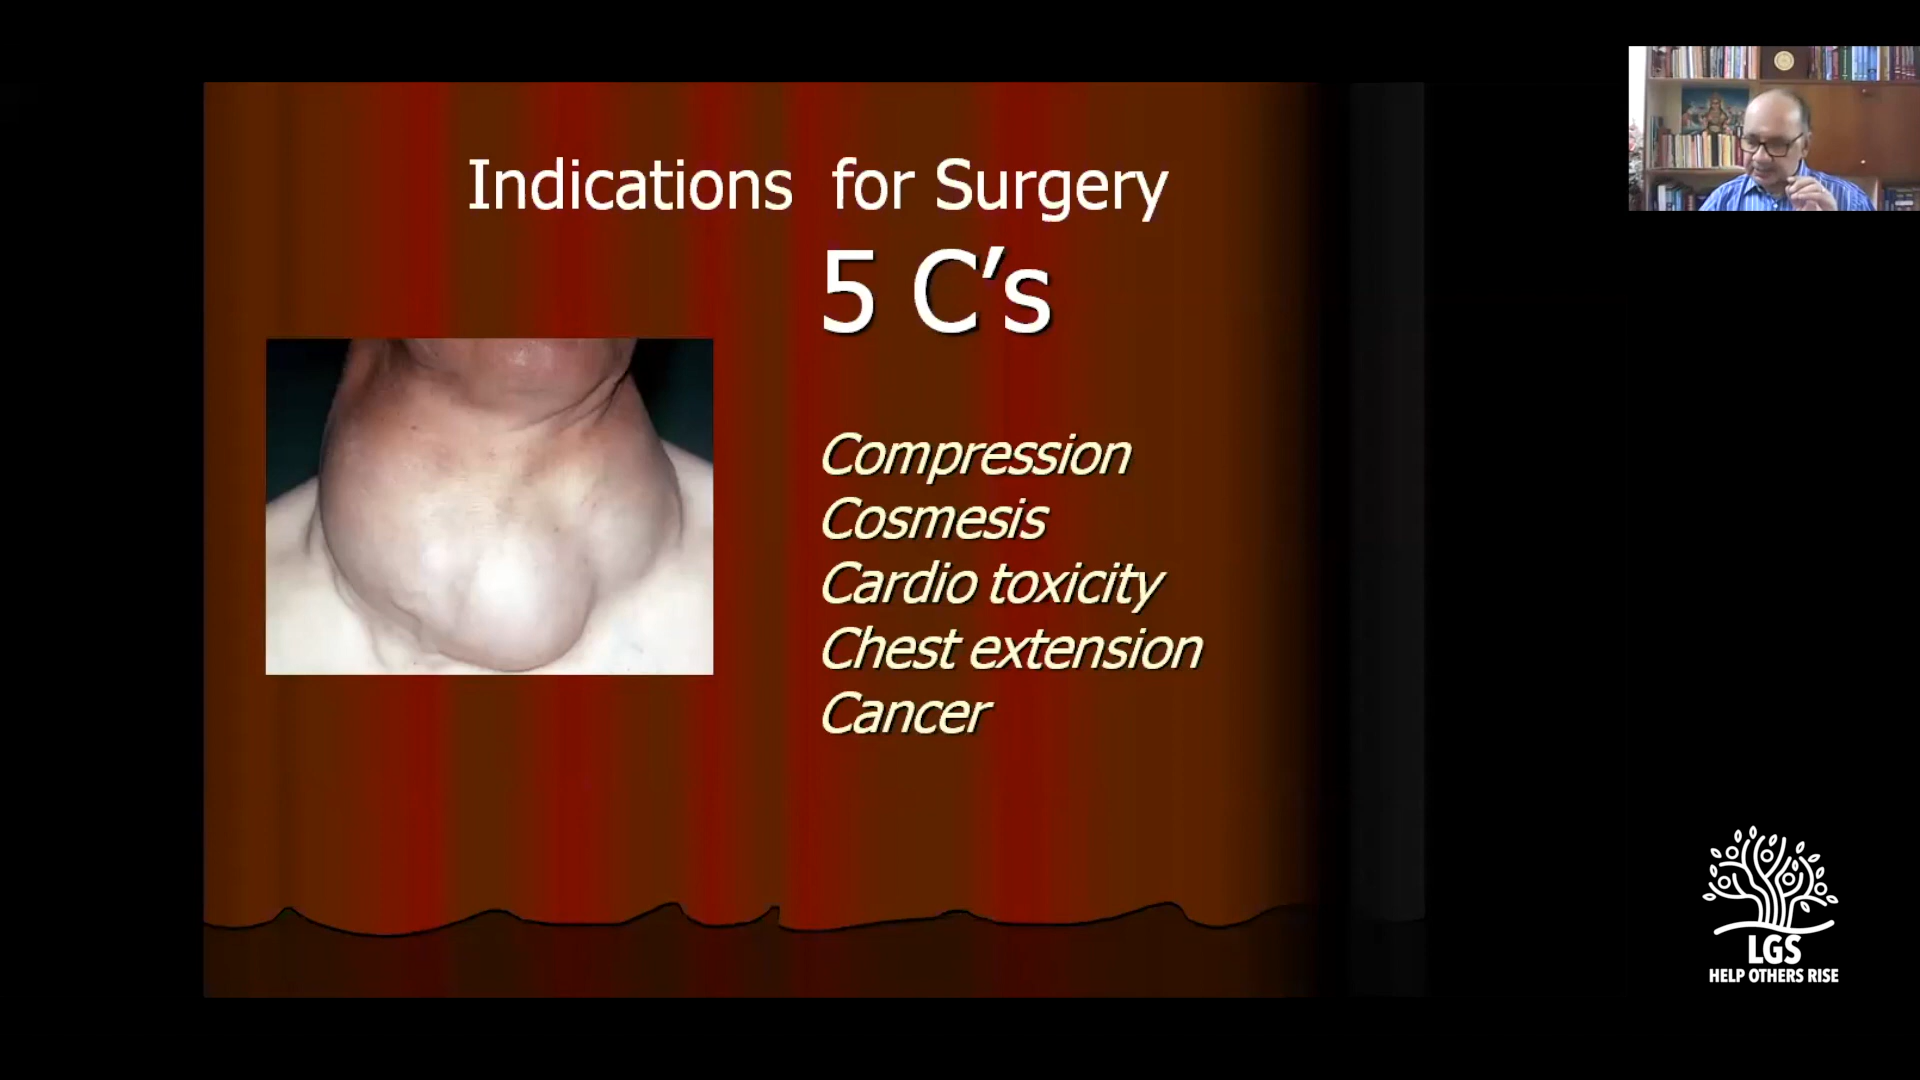 Indications for Surgery
5 C's
Compression
Cosmesis
Cardio toxicity
Chest extension
Cancer
LGS
HELP OTHERS RISE